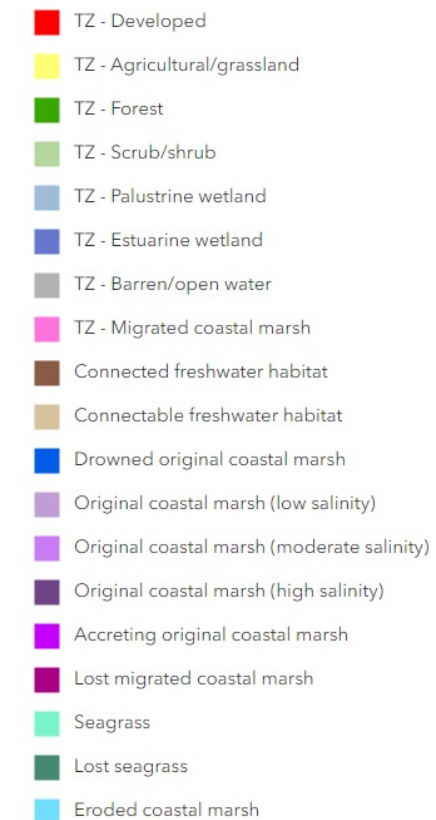 TZ - Developed
TZ - Agricultural/grassland
TZ - Forest
TZ - Scrub/shrub
TZ - Palustrine wetland
TZ - Estuarine wetland
TZ - Barren/open water
TZ - Migrated coastal marsh
Connected freshwater habitat
Connectable freshwater habitat
Drowned original coastal marsh
Original coastal marsh (low salinity)
Original coastal marsh (moderate salinity)
Original coastal marsh (high salinity)
Accreting original coastal marsh
Lost migrated coastal marsh
Seagrass
Lost seagrass
Eroded coastal marsh